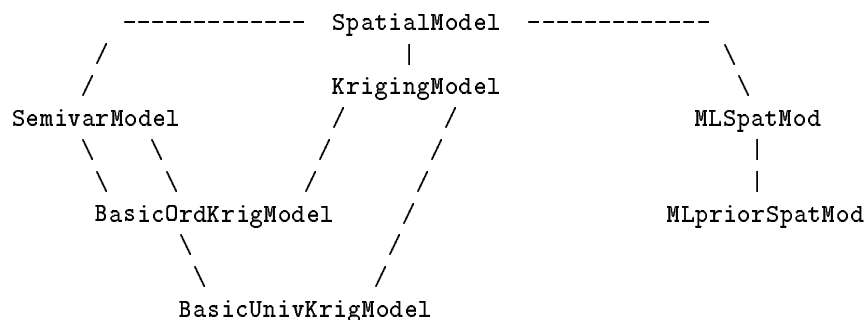 SpatialModel
KrigingModel
SemivarModel
MLSpatMod
BasicOrdKrigModel
MLpriorSpatMod
BasicUnivKrigModel